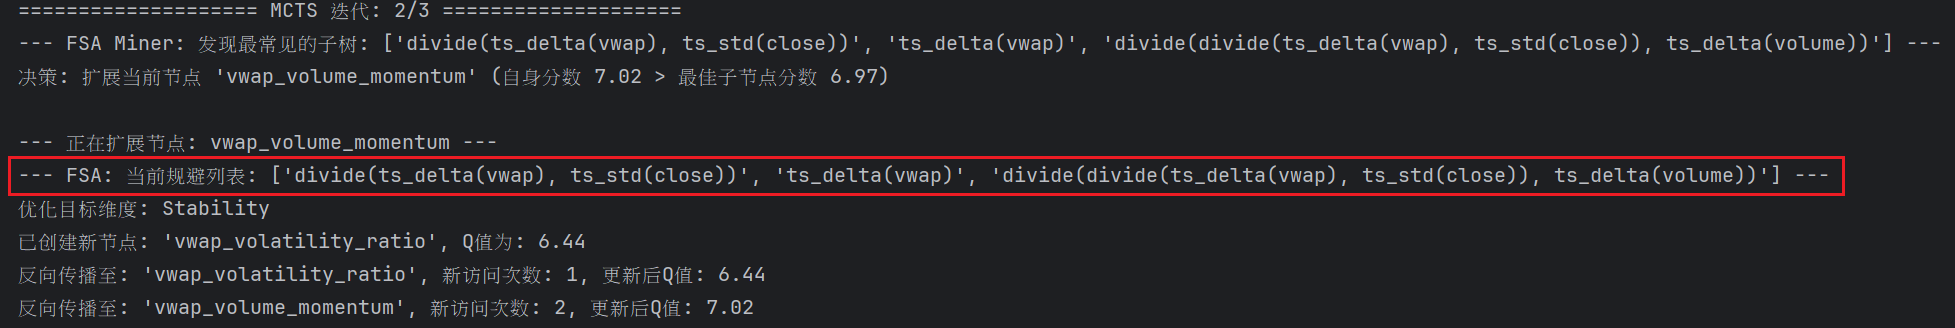 ==================== MCTS 迭代: 2/3 ====================
--- FSA Miner: 发现最常见的子树: ['divide(ts_delta(vwap), ts_std(close))', 'ts_delta(vwap)', 'divide(divide(ts_delta(vwap), ts_std(close)), ts_delta(volume))'] ---
决策: 扩展当前节点 'vwap_volume_momentum' (自身分数 7.02 > 最佳子节点分数 6.97)
--- 正在扩展节点: vwap_volume_momentum ---
--- FSA: 当前规避列表: ['divide(ts_delta(vwap), ts_std(close))', 'ts_delta(vwap)', 'divide(divide(ts_delta(vwap), ts_std(close)), ts_delta(volume))'] ---
优化目标维度: Stability
已创建新节点: 'vwap_volatility_ratio', Q值为: 6.44
反向传播至: 'vwap_volatility_ratio', 新访问次数: 1, 更新后Q值: 6.44
反向传播至: 'vwap_volume_momentum', 新访问次数: 2, 更新后Q值: 7.02